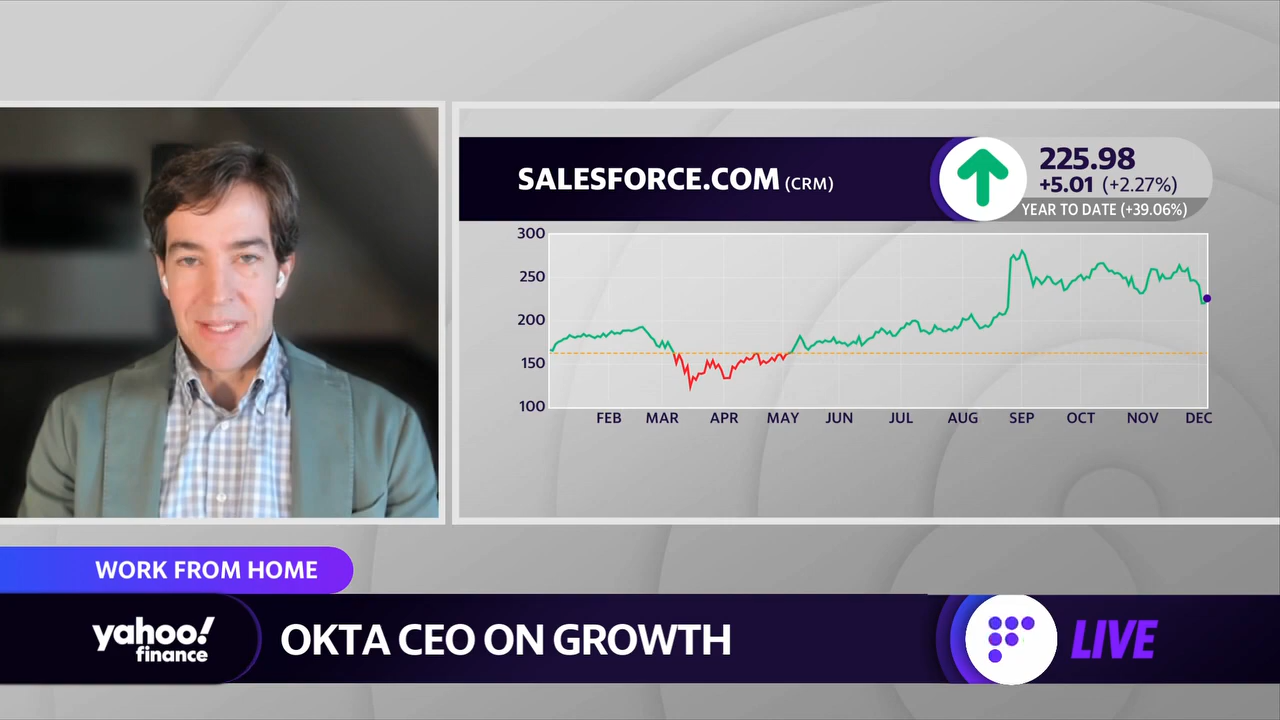 SALESFORCE.COM (CRM)
225.98
+5.01 (+2.27%)
YEAR TO DATE (+39.06%)
300
250
200
150
100
FEB MAR APR MAY JUN JUL AUG SEP OCT NOV DEC
WORK FROM HOME
yahoo!
finance
OKTA CEO ON GROWTH
LIVE